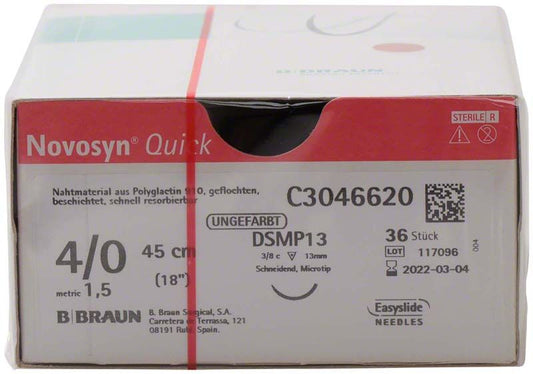 B BRAUN
Novosyn® Quick
STERILE R
Nahtmaterial aus Polyglactin 910, geflochten,
beschichtet, schnell resorbierbar
C3046620
UNGEFÄRBT
4/0 45 cm
(18")
metric 1,5
DSMP13
3/8 c 13mm
Schneidend, Microtip
36 Stück
LOT 117096
2022-03-04
004
B BRAUN
B. Braun Surgical, S.A.
Carretera de Terrassa, 121
08191 Rubí, Spain.
Easyslide
NEEDLES